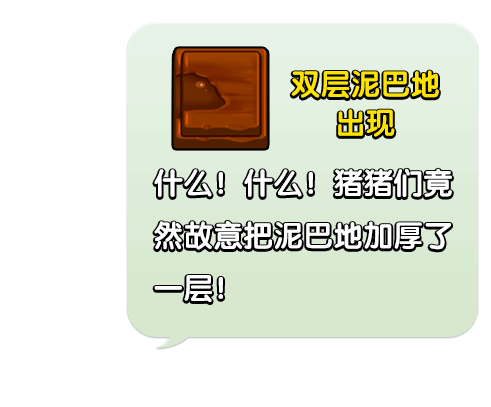 双层泥巴地
出现
什么！什么！猪猪们竟
然故意把泥巴地加厚了
一层！